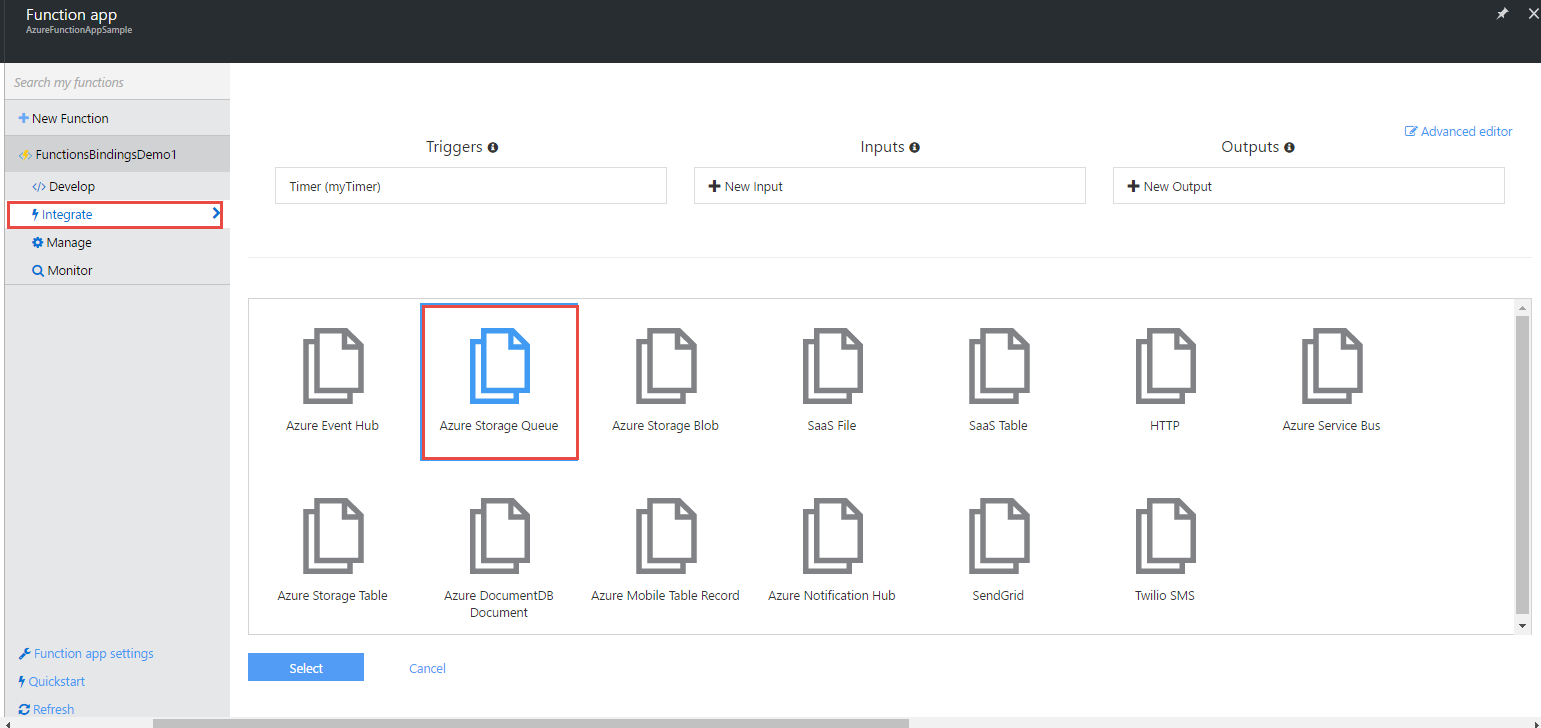 Function app
AzureFunctionAppSample
Search my functions
New Function
FunctionsBindingsDemo1
Develop
Integrate
Manage
Monitor
Function app settings
Quickstart
Refresh
Advanced editor
Triggers
Inputs
Outputs
Timer (myTimer)
New Input
New Output
Azure Event Hub
Azure Storage Queue
Azure Storage Blob
SaaS File
SaaS Table
HTTP
Azure Service Bus
Azure Storage Table
Azure DocumentDB
Document
Azure Mobile Table Record
Azure Notification Hub
SendGrid
Twilio SMS
Select
Cancel